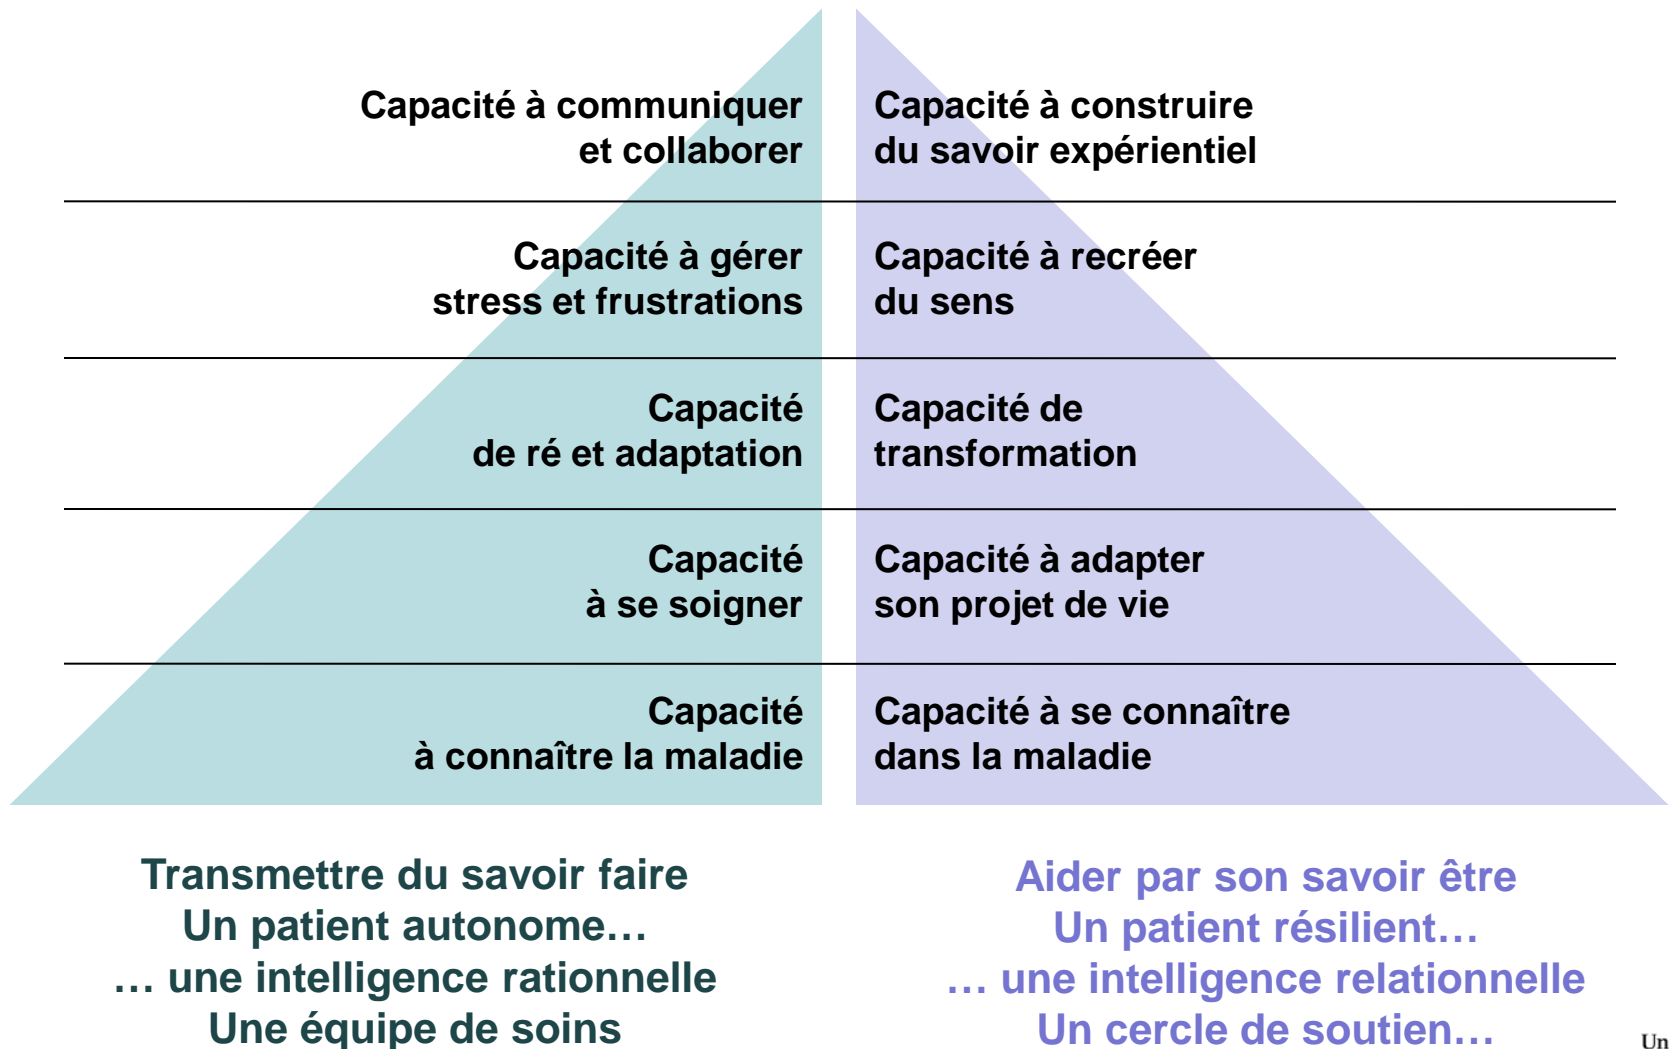 Capacité à communiquer
et collaborer
Capacité à construire
du savoir expérientiel
Capacité à gérer
stress et frustrations
Capacité à recréer
du sens
Capacité
de ré et adaptation
Capacité de
transformation
Capacité
à se soigner
Capacité à adapter
son projet de vie
Capacité
à connaître la maladie
Capacité à se connaître
dans la maladie
Transmettre du savoir faire
Un patient autonome…
… une intelligence rationnelle
Une équipe de soins
Aider par son savoir être
Un patient résilient…
… une intelligence relationnelle
Un cercle de soutien…
Un